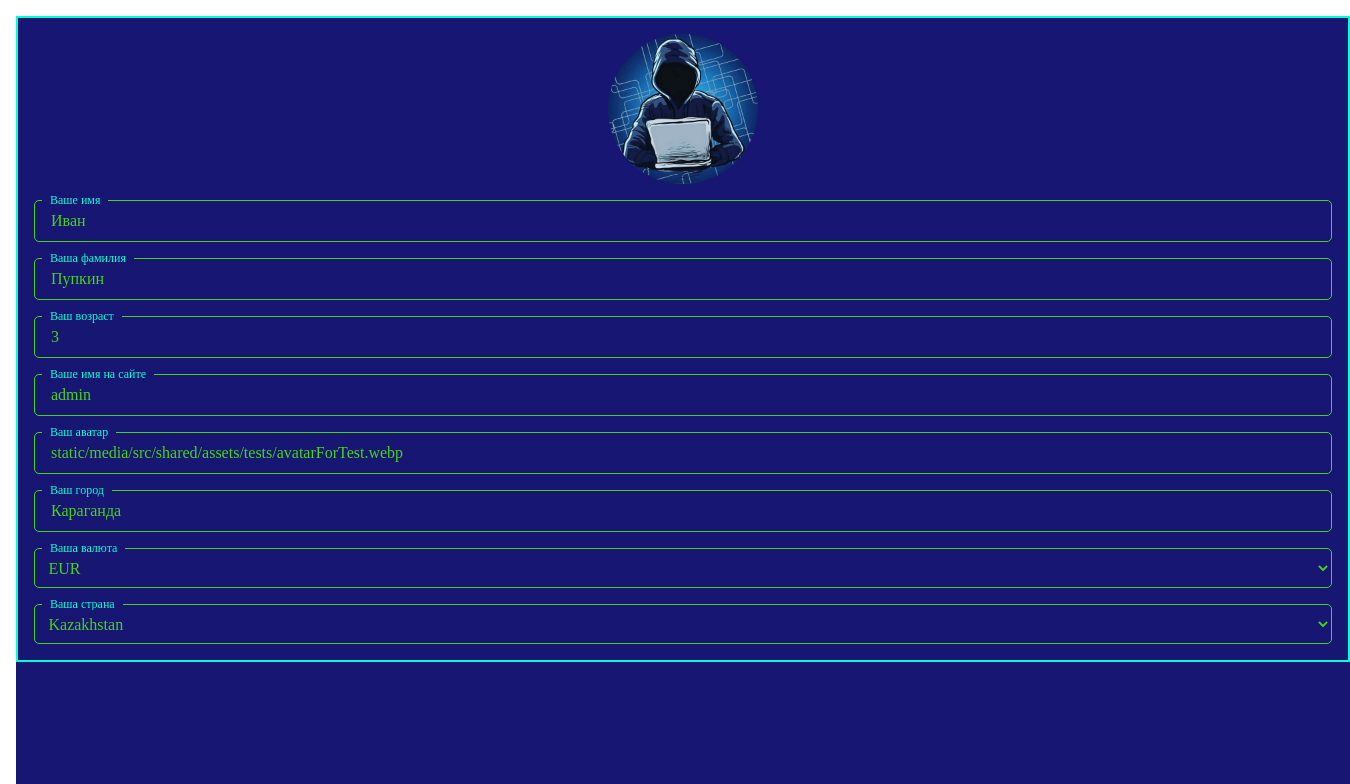 Ваше имя
Иван
Ваша фамилия
Пупкин
Ваш возраст
3
Ваше имя на сайте
admin
Ваш аватар
static/media/src/shared/assets/tests/avatarForTest.webp
Ваш город
Караганда
Ваша валюта
EUR
Ваша страна
Kazakhstan